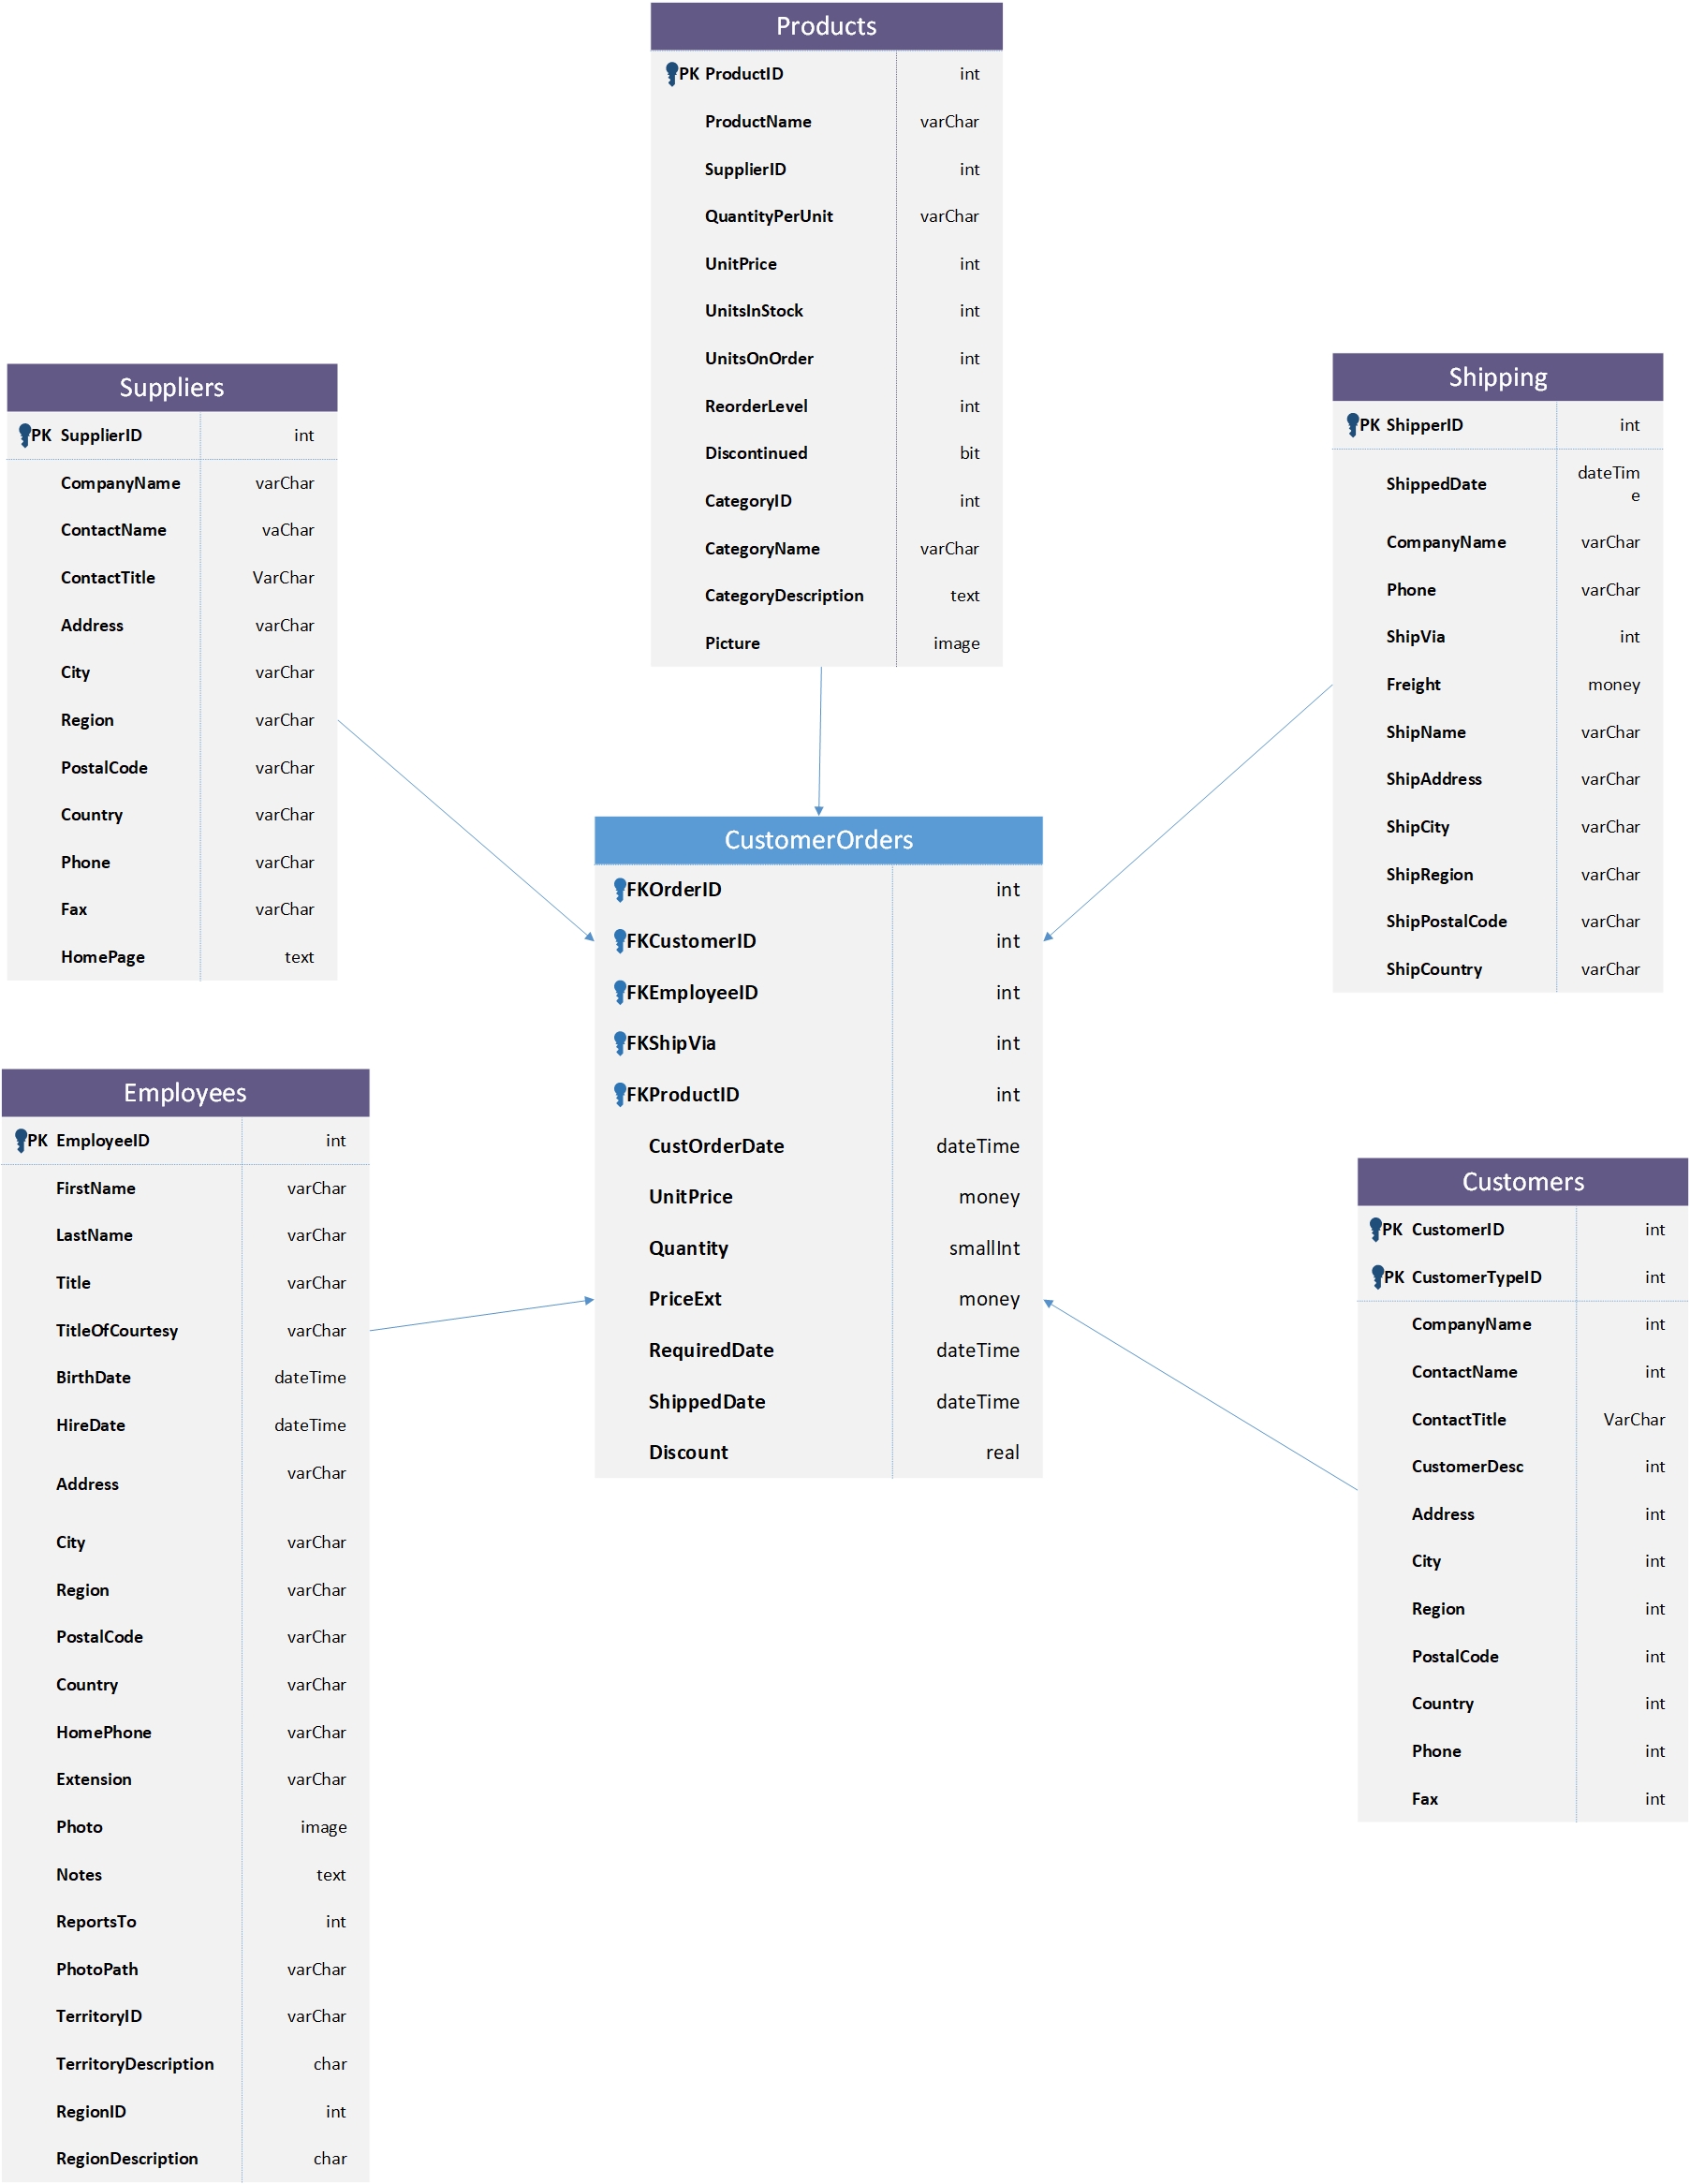 Products
PK ProductID int
ProductName varChar
SupplierID int
QuantityPerUnit varChar
UnitPrice int
UnitsInStock int
UnitsOnOrder int
ReorderLevel int
Discontinued bit
CategoryID int
CategoryName varChar
CategoryDescription text
Picture image
Suppliers
PK SupplierID int
CompanyName varChar
ContactName vaChar
ContactTitle VarChar
Address varChar
City varChar
Region varChar
PostalCode varChar
Country varChar
Phone varChar
Fax varChar
HomePage text
Shipping
PK ShipperID int
ShippedDate dateTim
e
CompanyName varChar
Phone varChar
ShipVia int
Freight money
ShipName varChar
ShipAddress varChar
ShipCity varChar
ShipRegion varChar
ShipPostalCode varChar
ShipCountry varChar
CustomerOrders
FKOrderID int
FKCustomerID int
FKEmployeeID int
FKShipVia int
FKProductID int
CustOrderDate dateTime
UnitPrice money
Quantity smallInt
PriceExt money
RequiredDate dateTime
ShippedDate dateTime
Discount real
Employees
PK EmployeeID int
FirstName varChar
LastName varChar
Title varChar
TitleOfCourtesy varChar
BirthDate dateTime
HireDate dateTime
Address varChar
City varChar
Region varChar
PostalCode varChar
Country varChar
HomePhone varChar
Extension varChar
Photo image
Notes text
ReportsTo int
PhotoPath varChar
TerritoryID varChar
TerritoryDescription char
RegionID int
RegionDescription char
Customers
PK CustomerID int
PK CustomerTypeID int
CompanyName int
ContactName int
ContactTitle VarChar
CustomerDesc int
Address int
City int
Region int
PostalCode int
Country int
Phone int
Fax int